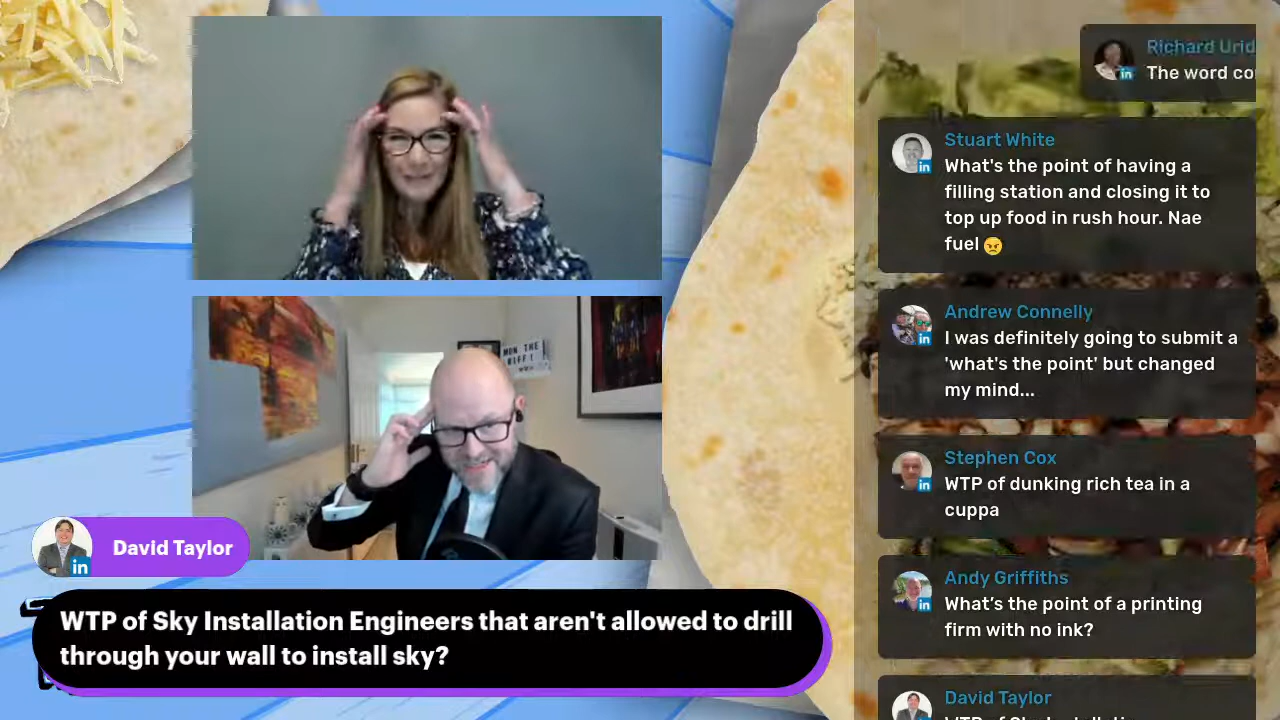 Richard Urid
The word co
Stuart White
What's the point of having a
filling station and closing it to
top up food in rush hour. Nae
fuel 😠
Andrew Connelly
I was definitely going to submit a
'what's the point' but changed
my mind...
Stephen Cox
WTP of dunking rich tea in a
cuppa
Andy Griffiths
What's the point of a printing
firm with no ink?
David Taylor
MON THE
BIFF!
David Taylor
WTP of Sky Installation Engineers that aren't allowed to drill
through your wall to install sky?